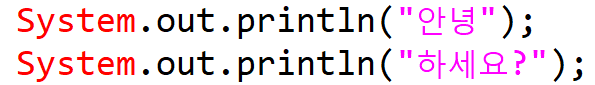 System.out.println("안녕");
System.out.println("하세요?");